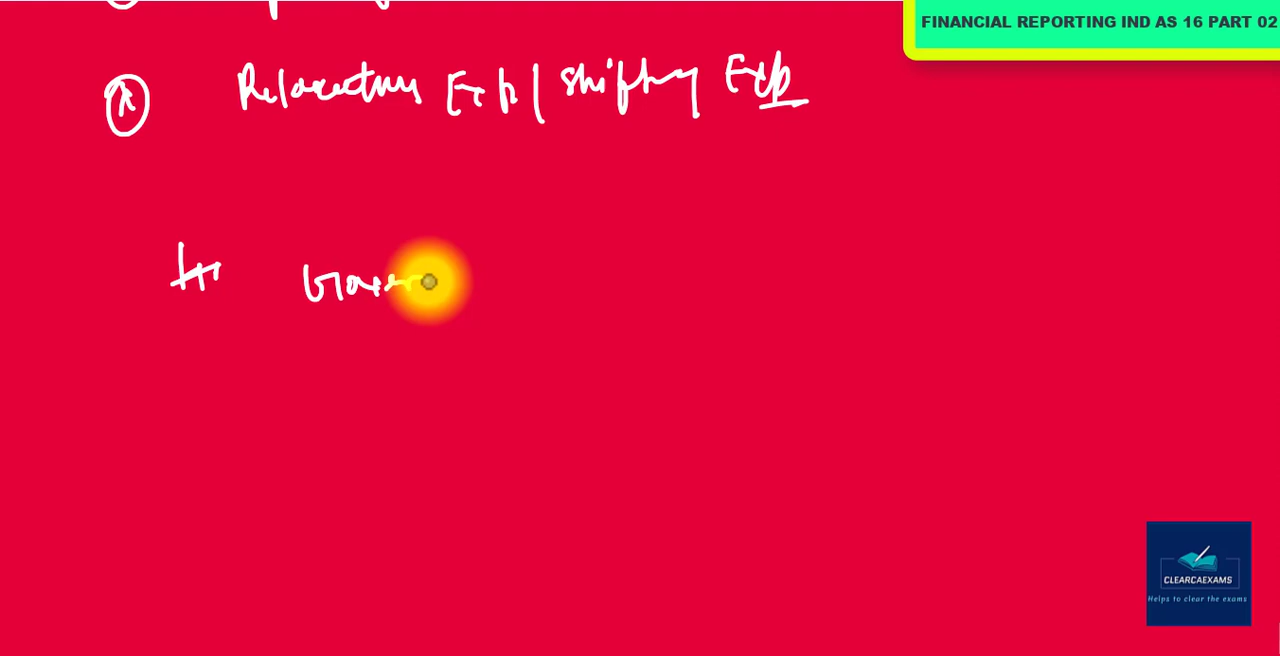 FINANCIAL REPORTING IND AS 16 PART 02
Relocation Exp / Shifting Exp
CLEARCAEXAMS
Helps to clear the exams